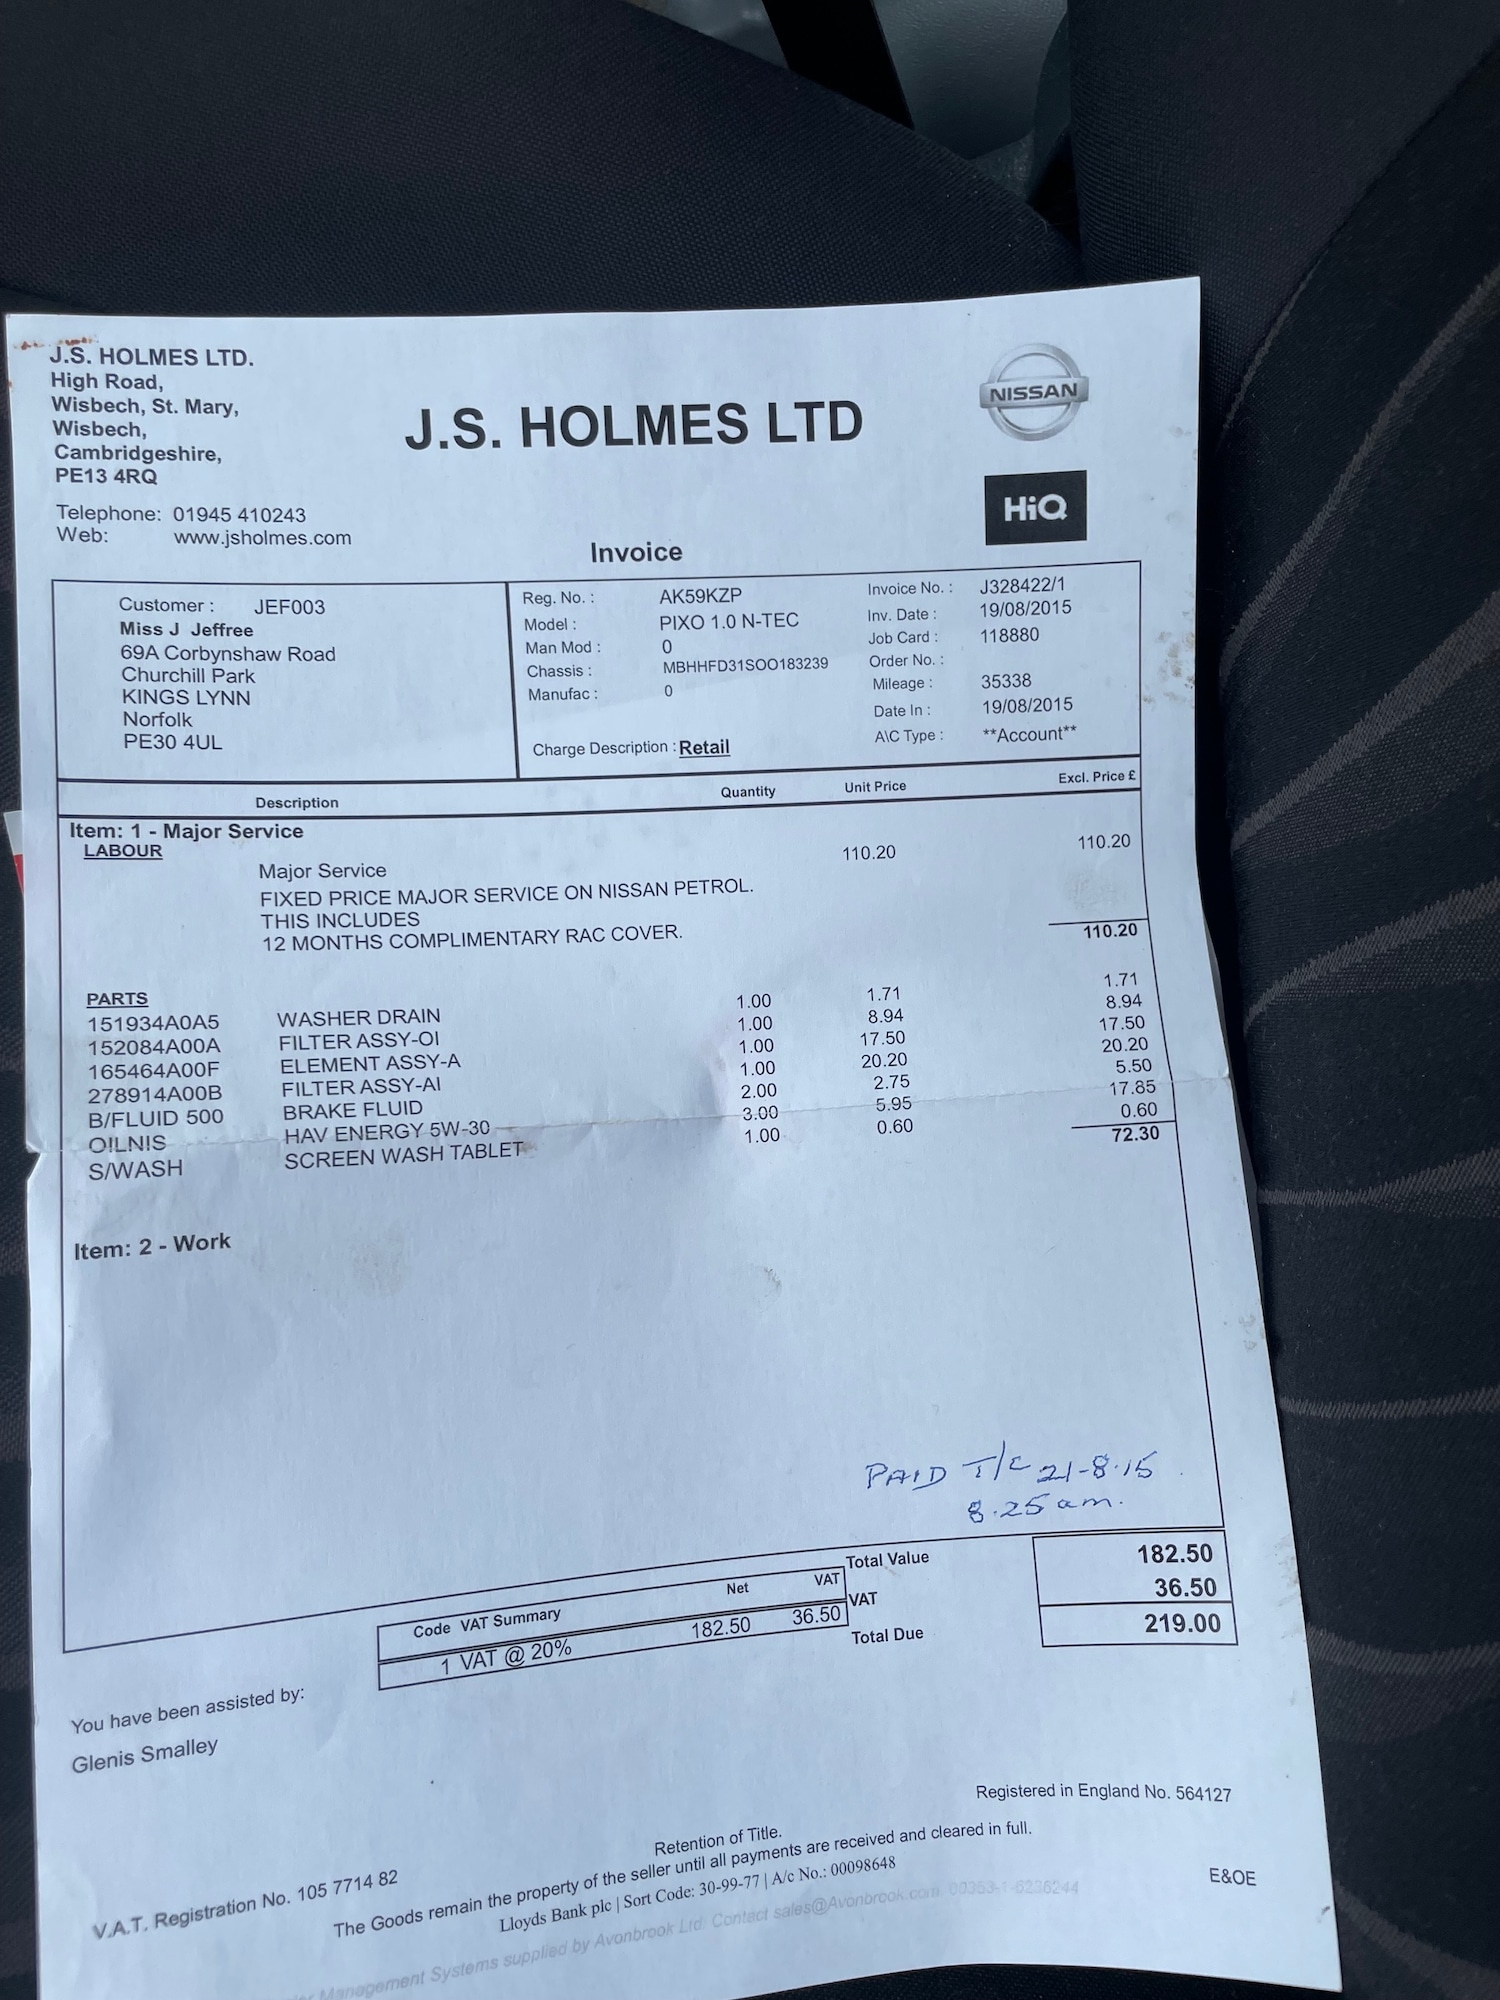 J.S. HOLMES LTD.
High Road,
Wisbech, St. Mary,
Wisbech,
Cambridgeshire,
PE13 4RQ
Telephone: 01945 410243
Web: www.jsholmes.com
J.S. HOLMES LTD
NISSAN
HiQ
Invoice
Customer : JEF003
Miss J Jeffree
69A Corbynshaw Road
Churchill Park
KINGS LYNN
Norfolk
PE30 4UL
Reg. No. : AK59KZP
Model : PIXO 1.0 N-TEC
Man Mod : 0
Chassis : MBHHFD31SOO183239
Manufac : 0
Charge Description : Retail
Invoice No. : J328422/1
Inv. Date : 19/08/2015
Job Card : 118880
Order No. :
Mileage : 35338
Date In : 19/08/2015
A\C Type : **Account**
Description Quantity Unit Price Excl. Price £
Item: 1 - Major Service
LABOUR
Major Service 110.20 110.20
FIXED PRICE MAJOR SERVICE ON NISSAN PETROL.
THIS INCLUDES
12 MONTHS COMPLIMENTARY RAC COVER.
110.20
PARTS
151934A0A5 WASHER DRAIN 1.00 1.71 1.71
152084A00A FILTER ASSY-OI 1.00 8.94 8.94
165464A00F ELEMENT ASSY-A 1.00 17.50 17.50
278914A00B FILTER ASSY-AI 1.00 20.20 20.20
B/FLUID 500 BRAKE FLUID 2.00 2.75 5.50
OILNIS HAV ENERGY 5W-30 3.00 5.95 17.85
S/WASH SCREEN WASH TABLET 1.00 0.60 0.60
72.30
Item: 2 - Work
PAID T/C 21-8-15
8.25 am.
Code VAT Summary Net VAT
1 VAT @ 20% 182.50 36.50
Total Value 182.50
VAT 36.50
Total Due 219.00
You have been assisted by:
Glenis Smalley
Registered in England No. 564127
V.A.T. Registration No. 105 7714 82
Retention of Title.
The Goods remain the property of the seller until all payments are received and cleared in full.
Lloyds Bank plc | Sort Code: 30-99-77 | A/c No.: 00098648
E&OE
Management Systems supplied by Avonbrook Ltd. Contact sales@Avonbrook.com 00353-1-6236244